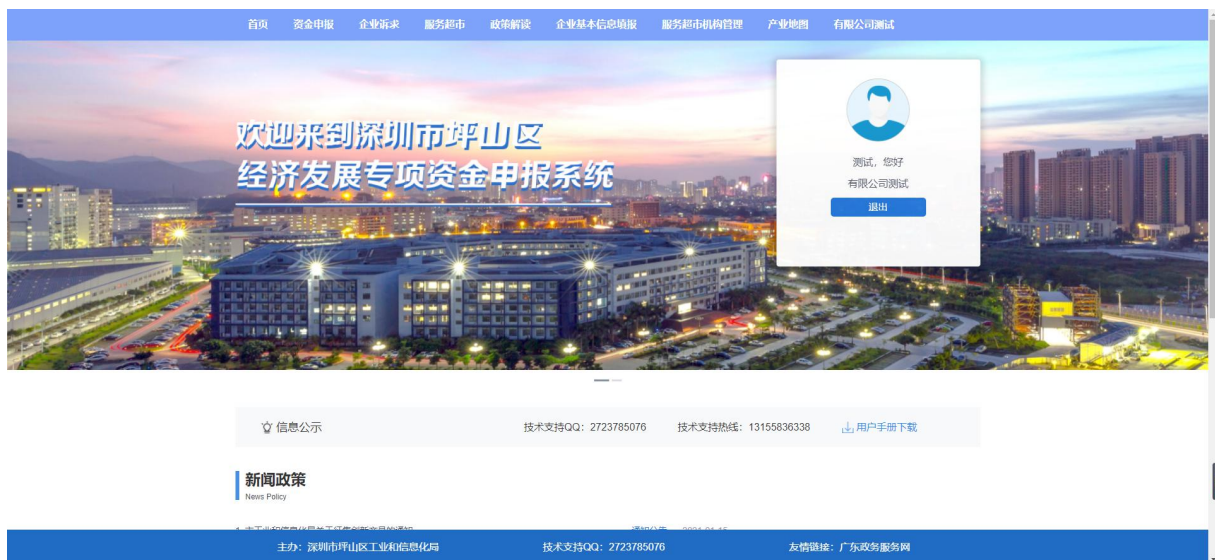 首页 资金申报 企业诉求 服务超市 政策解读 企业基本信息填报 服务超市机构管理 产业地图 有限公司测试
欢迎来到深圳市坪山区
经济发展专项资金申报系统
测试，您好
有限公司测试
退出
信息公示 技术支持QQ：2723785076 技术支持热线：13155836338 用户手册下载
新闻政策
News Policy
主办：深圳市坪山区工业和信息化局 技术支持QQ：2723785076 友情链接：广东政务服务网